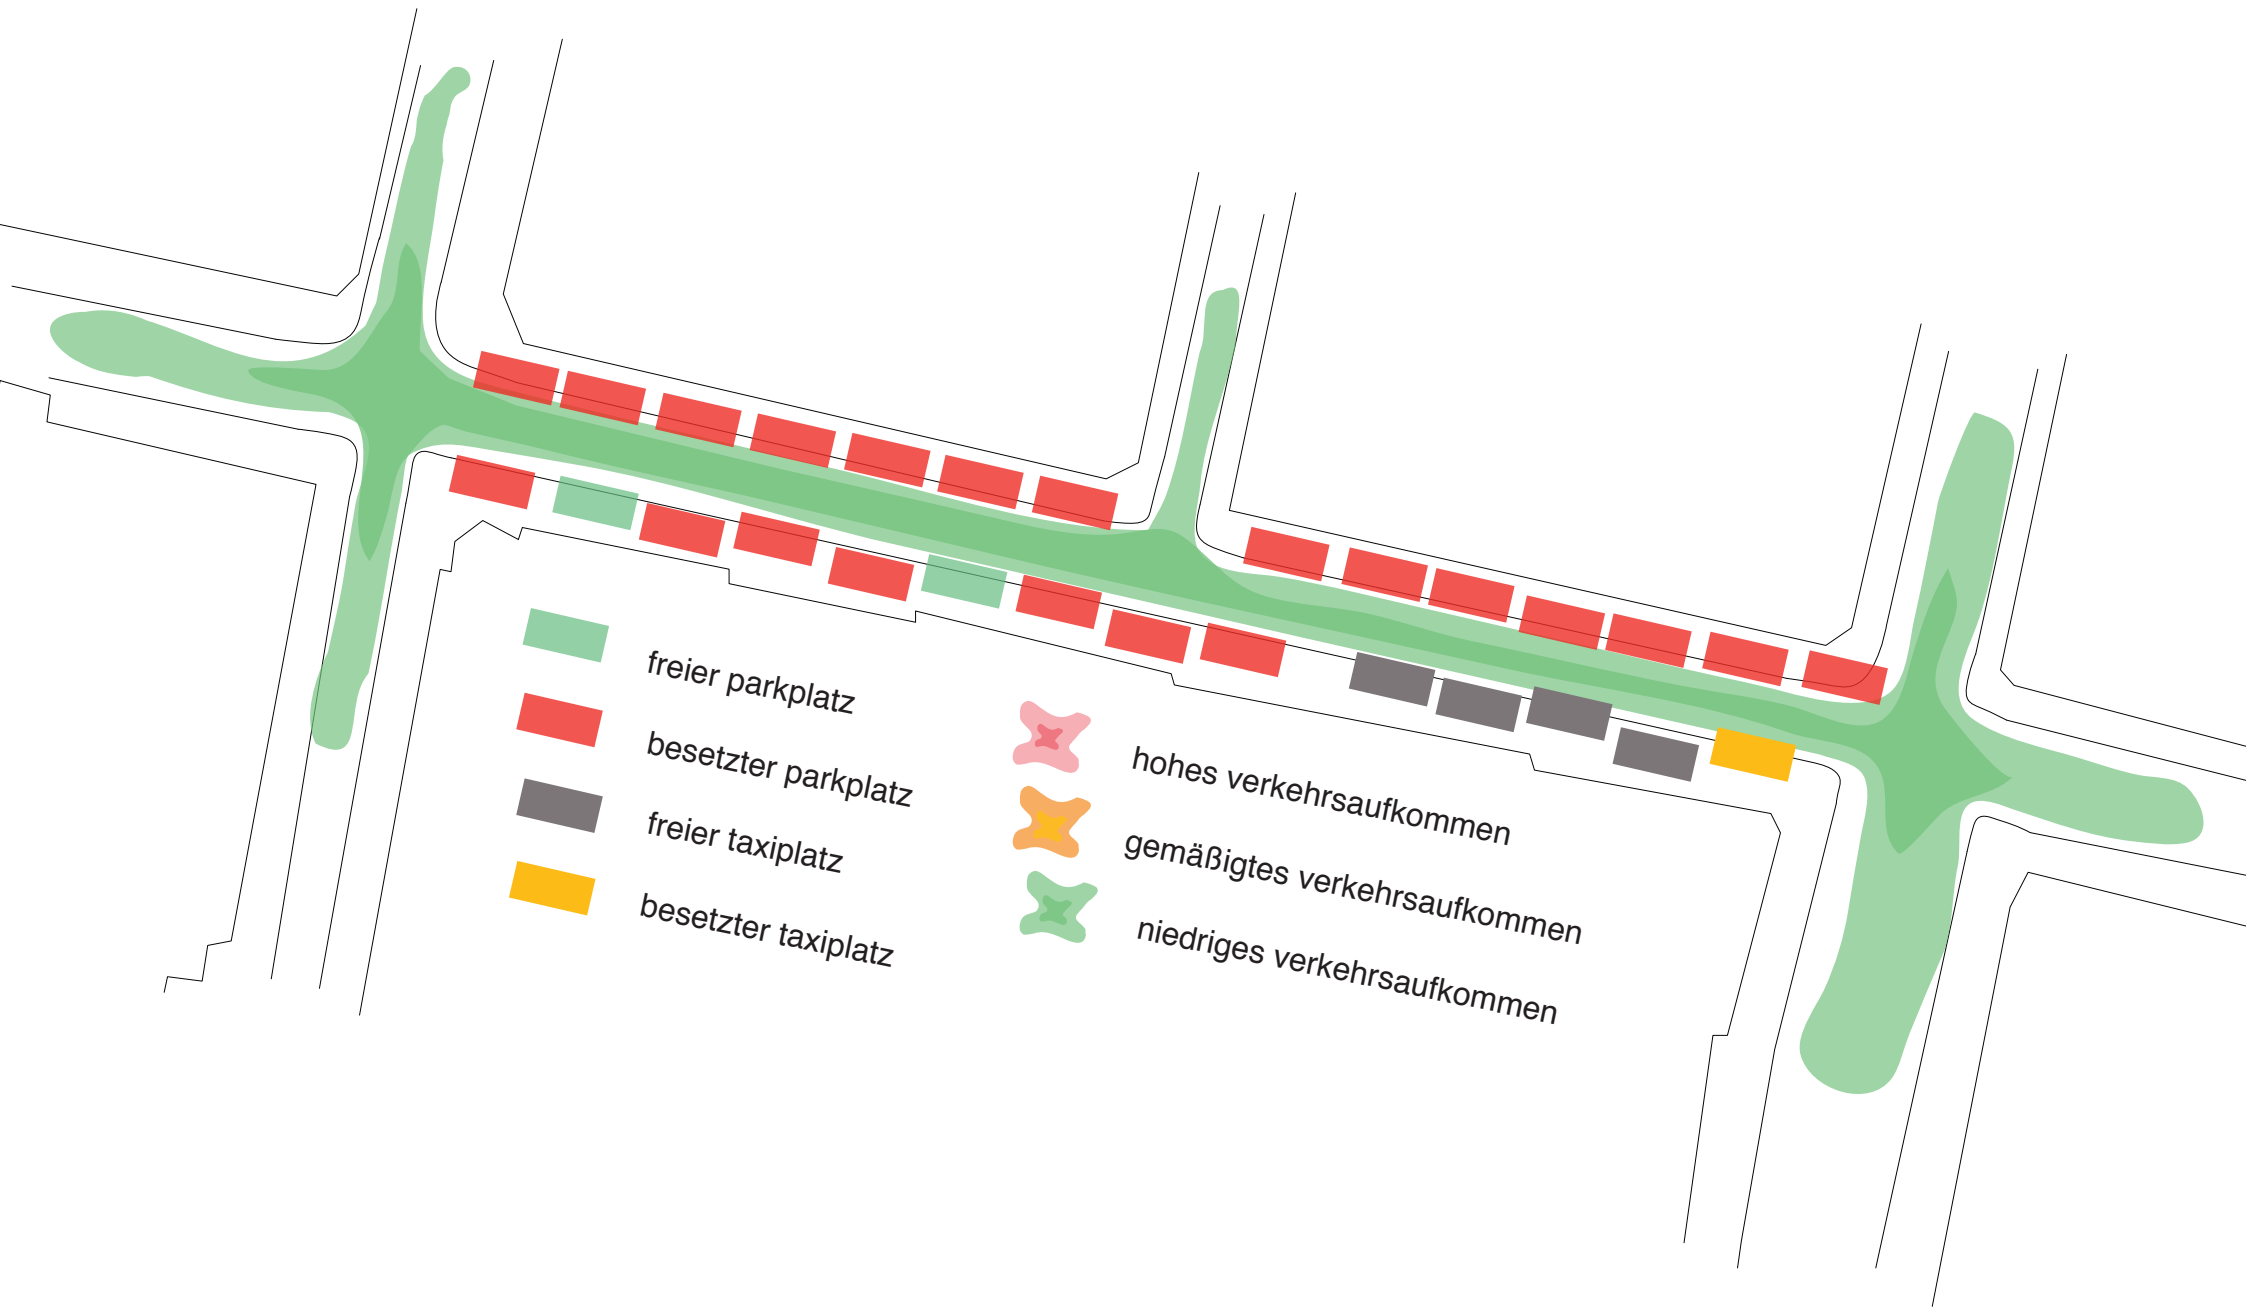 freier parkplatz
besetzter parkplatz
freier taxiplatz
besetzter taxiplatz
hohes verkehrsaufkommen
gemäßigtes verkehrsaufkommen
niedriges verkehrsaufkommen